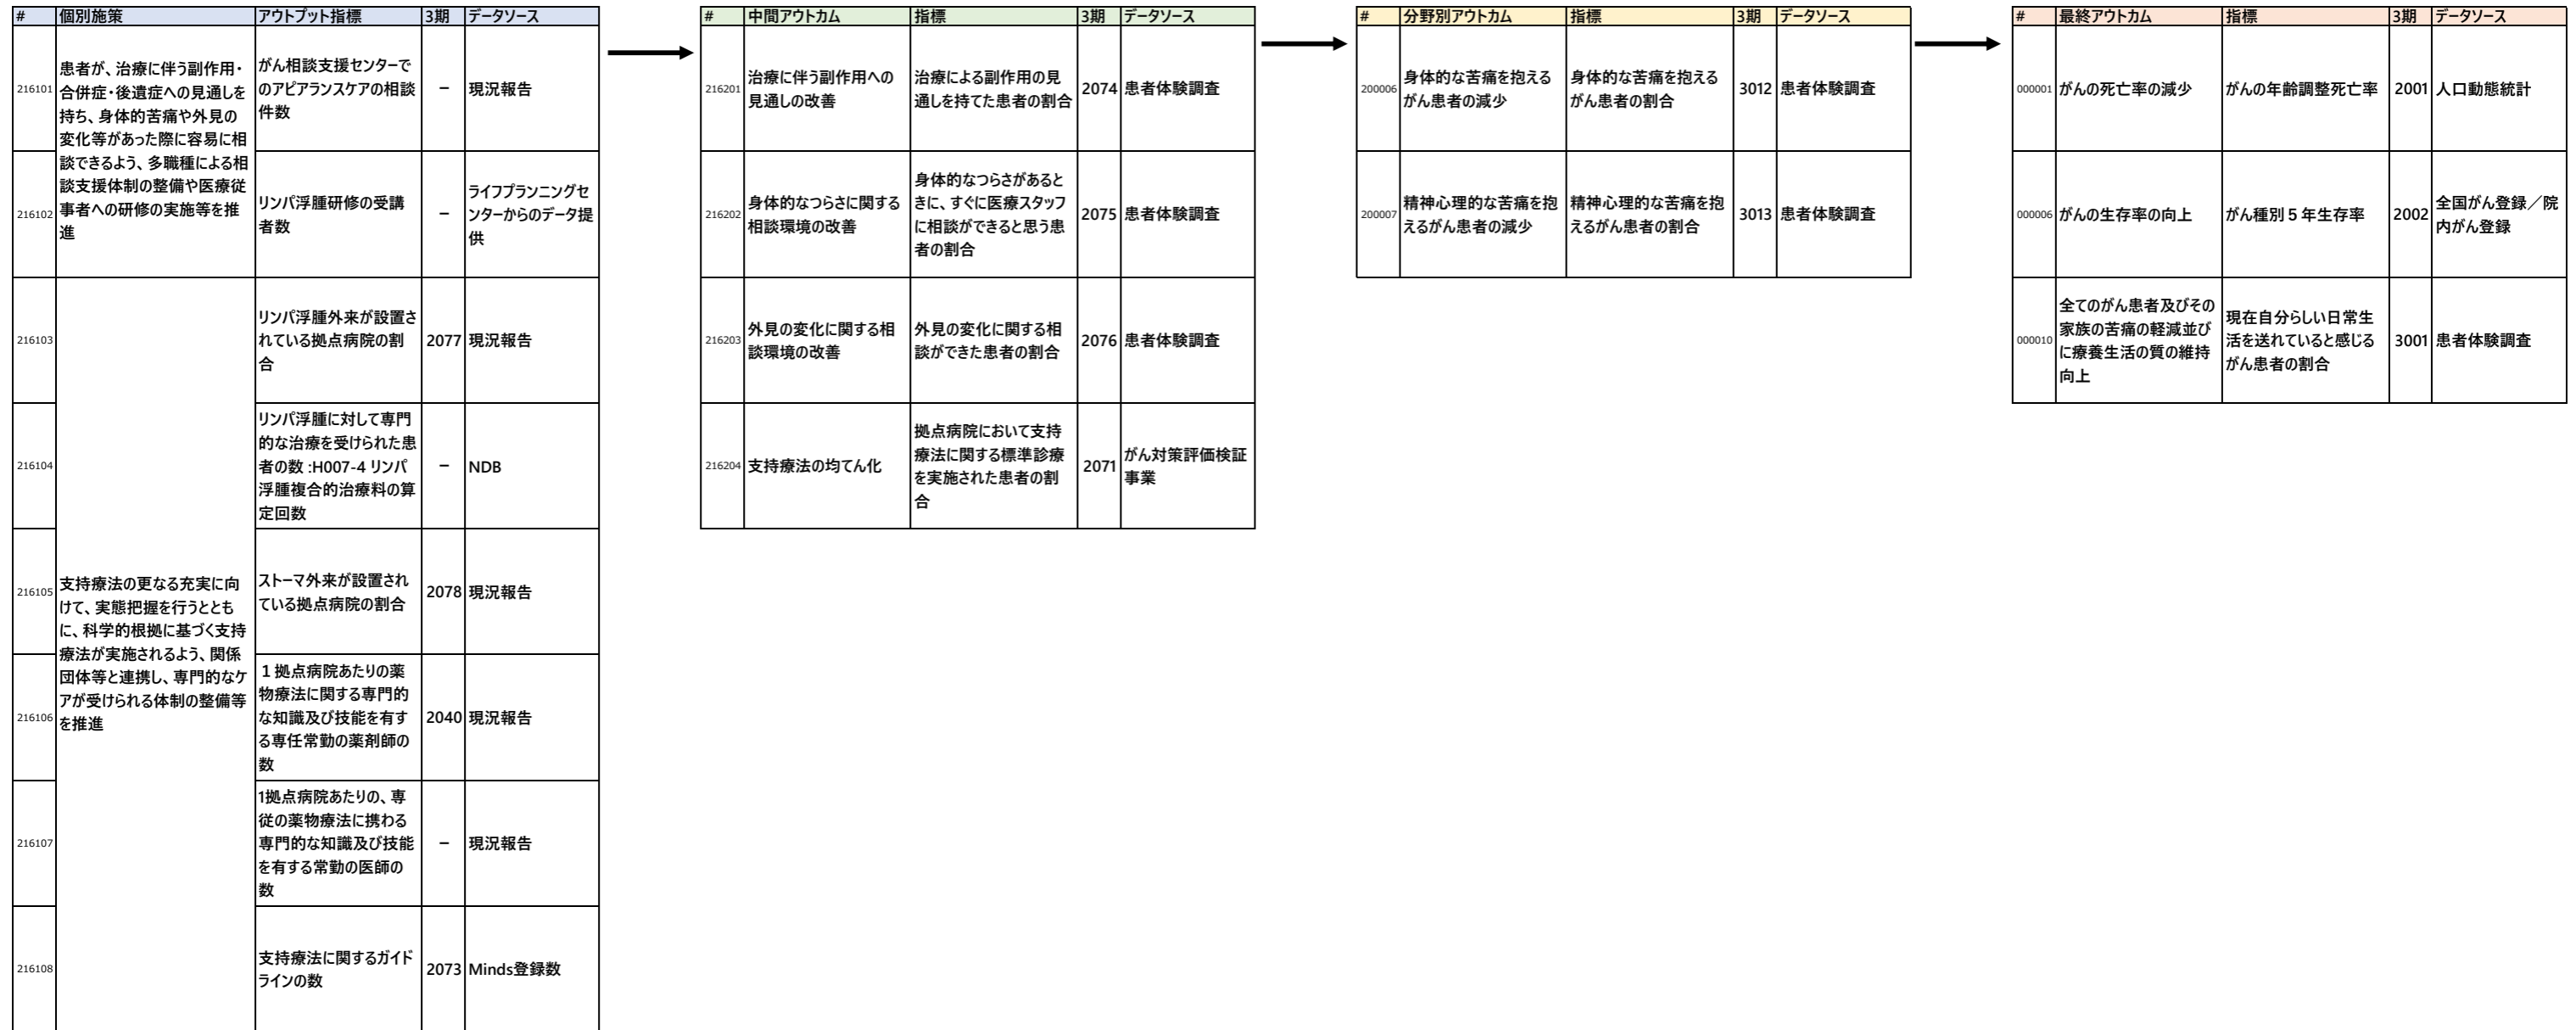 # 個別施策 アウトプット指標 3期 データソース
216101
患者が、治療に伴う副作用・
合併症・後遺症への見通しを
持ち、身体的苦痛や外見の
変化等があった際に容易に相
談できるよう、多職種による相
談支援体制の整備や医療従
事者への研修の実施等を推
進
がん相談支援センターで
のアピアランスケアの相談
件数
－ 現況報告
216102
リンパ浮腫研修の受講
者数
－
ライフプランニングセ
ンターからのデータ提
供
216103
支持療法の更なる充実に向
けて、実態把握を行うととも
に、科学的根拠に基づく支持
療法が実施されるよう、関係
団体等と連携し、専門的なケ
アが受けられる体制の整備等
を推進
リンパ浮腫外来が設置さ
れている拠点病院の割
合
2077 現況報告
216104
リンパ浮腫に対して専門
的な治療を受けられた患
者の数 :H007-4 リンパ
浮腫複合的治療料の算
定回数
－ NDB
216105
ストーマ外来が設置され
ている拠点病院の割合
2078 現況報告
216106
１拠点病院あたりの薬
物療法に関する専門的
な知識及び技能を有す
る専任常勤の薬剤師の
数
2040 現況報告
216107
1拠点病院あたりの、専
従の薬物療法に携わる
専門的な知識及び技能
を有する常勤の医師の
数
－ 現況報告
216108
支持療法に関するガイド
ラインの数
2073 Minds登録数
# 中間アウトカム 指標 3期 データソース
216201
治療に伴う副作用への
見通しの改善
治療による副作用の見
通しを持てた患者の割合
2074 患者体験調査
216202
身体的なつらさに関する
相談環境の改善
身体的なつらさがあると
きに、すぐに医療スタッフ
に相談ができると思う患
者の割合
2075 患者体験調査
216203
外見の変化に関する相
談環境の改善
外見の変化に関する相
談ができた患者の割合
2076 患者体験調査
216204
支持療法の均てん化
拠点病院において支持
療法に関する標準診療
を実施された患者の割
合
2071
がん対策評価検証
事業
# 分野別アウトカム 指標 3期 データソース
200006
身体的な苦痛を抱える
がん患者の減少
身体的な苦痛を抱える
がん患者の割合
3012 患者体験調査
200007
精神心理的な苦痛を抱
えるがん患者の減少
精神心理的な苦痛を抱
えるがん患者の割合
3013 患者体験調査
# 最終アウトカム 指標 3期 データソース
000001 がんの死亡率の減少 がんの年齢調整死亡率 2001 人口動態統計
000006 がんの生存率の向上 がん種別５年生存率 2002
全国がん登録／院
内がん登録
000010
全てのがん患者及びその
家族の苦痛の軽減並び
に療養生活の質の維持
向上
現在自分らしい日常生
活を送れていると感じる
がん患者の割合
3001 患者体験調査